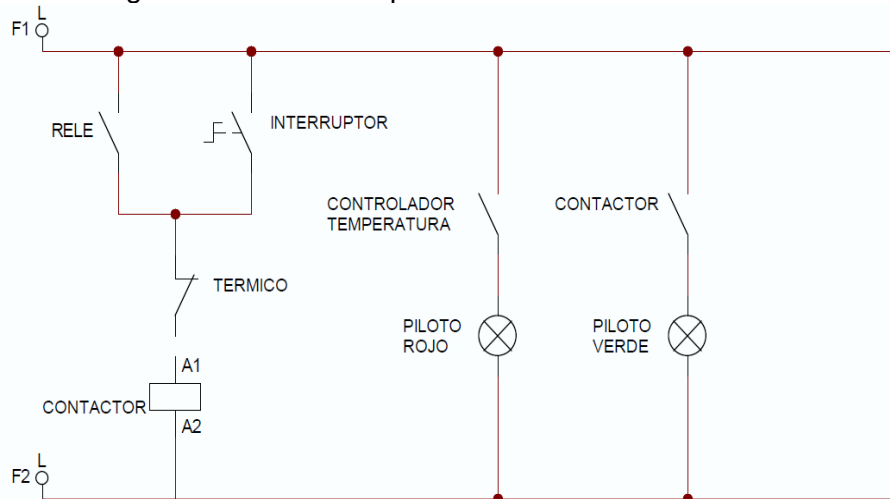 L
F1
RELE
INTERRUPTOR
CONTROLADOR
TEMPERATURA
CONTACTOR
TERMICO
PILOTO
ROJO
PILOTO
VERDE
A1
CONTACTOR
A2
L
F2